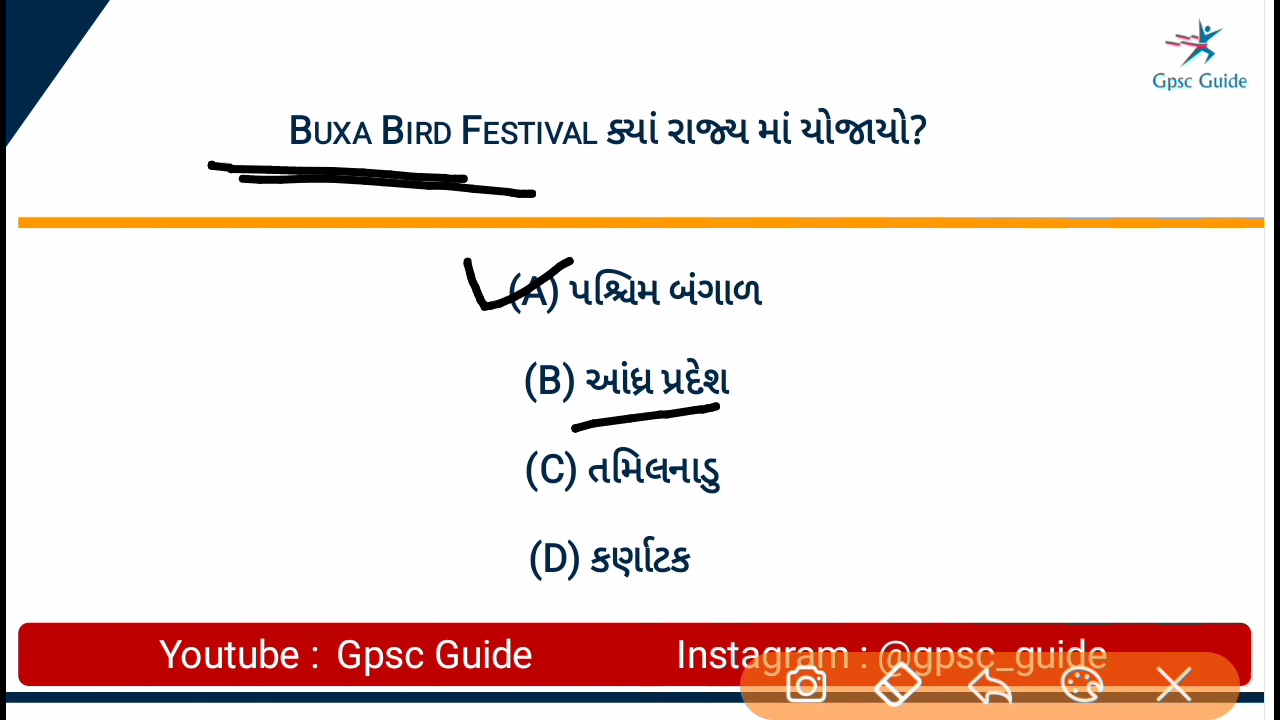 Gpsc Guide
BUXA BIRD FESTIVAL ક્યાં રાજ્ય માં યોજાયો?
(A) પશ્ચિમ બંગાળ
(B) આંધ્ર પ્રદેશ
(C) તમિલનાડુ
(D) કર્ણાટક
Youtube : Gpsc Guide Instagram : @gpsc_guide